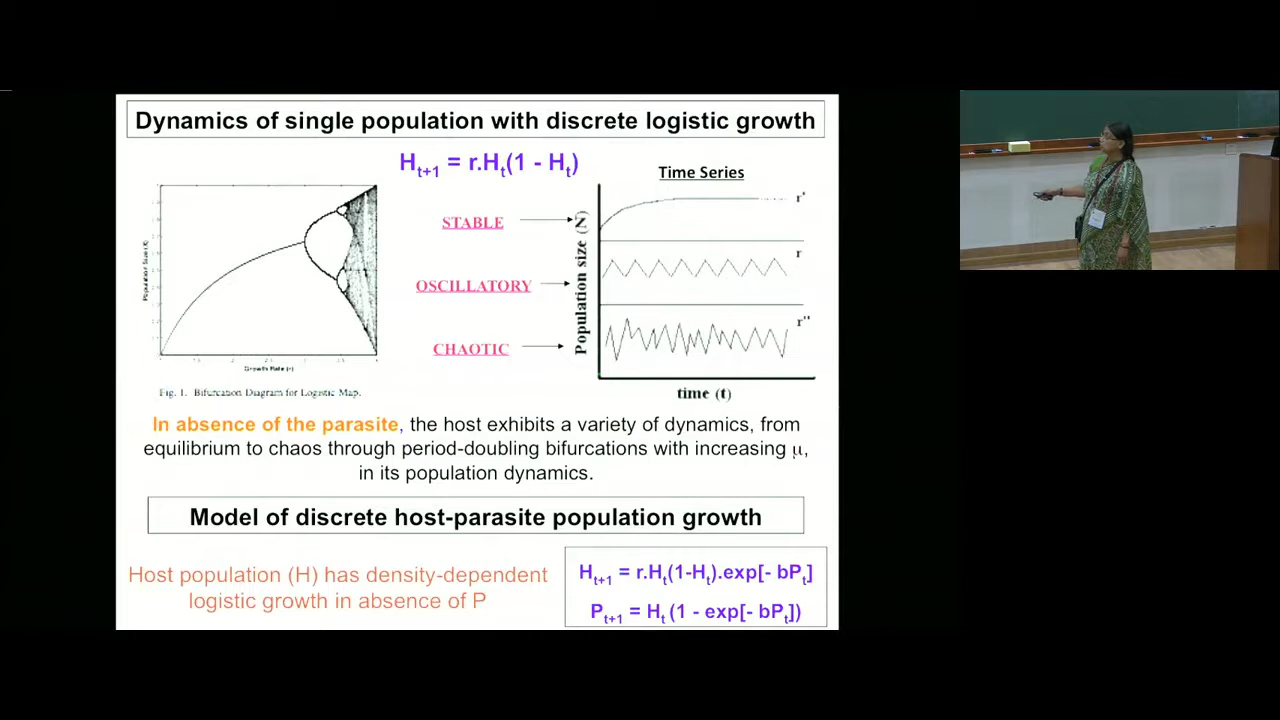 Dynamics of single population with discrete logistic growth
Ht+1 = r.Ht(1 - Ht)
Time Series
Population Size (X)
Growth Rate (r)
Fig. 1. Bifurcation Diagram for Logistic Map.
STABLE
OSCILLATORY
CHAOTIC
Population size (N)
r'
r
r''
time (t)
In absence of the parasite, the host exhibits a variety of dynamics, from
equilibrium to chaos through period-doubling bifurcations with increasing μ,
in its population dynamics.
Model of discrete host-parasite population growth
Host population (H) has density-dependent
logistic growth in absence of P
Ht+1 = r.Ht(1-Ht).exp[- bPt]
Pt+1 = Ht (1 - exp[- bPt])